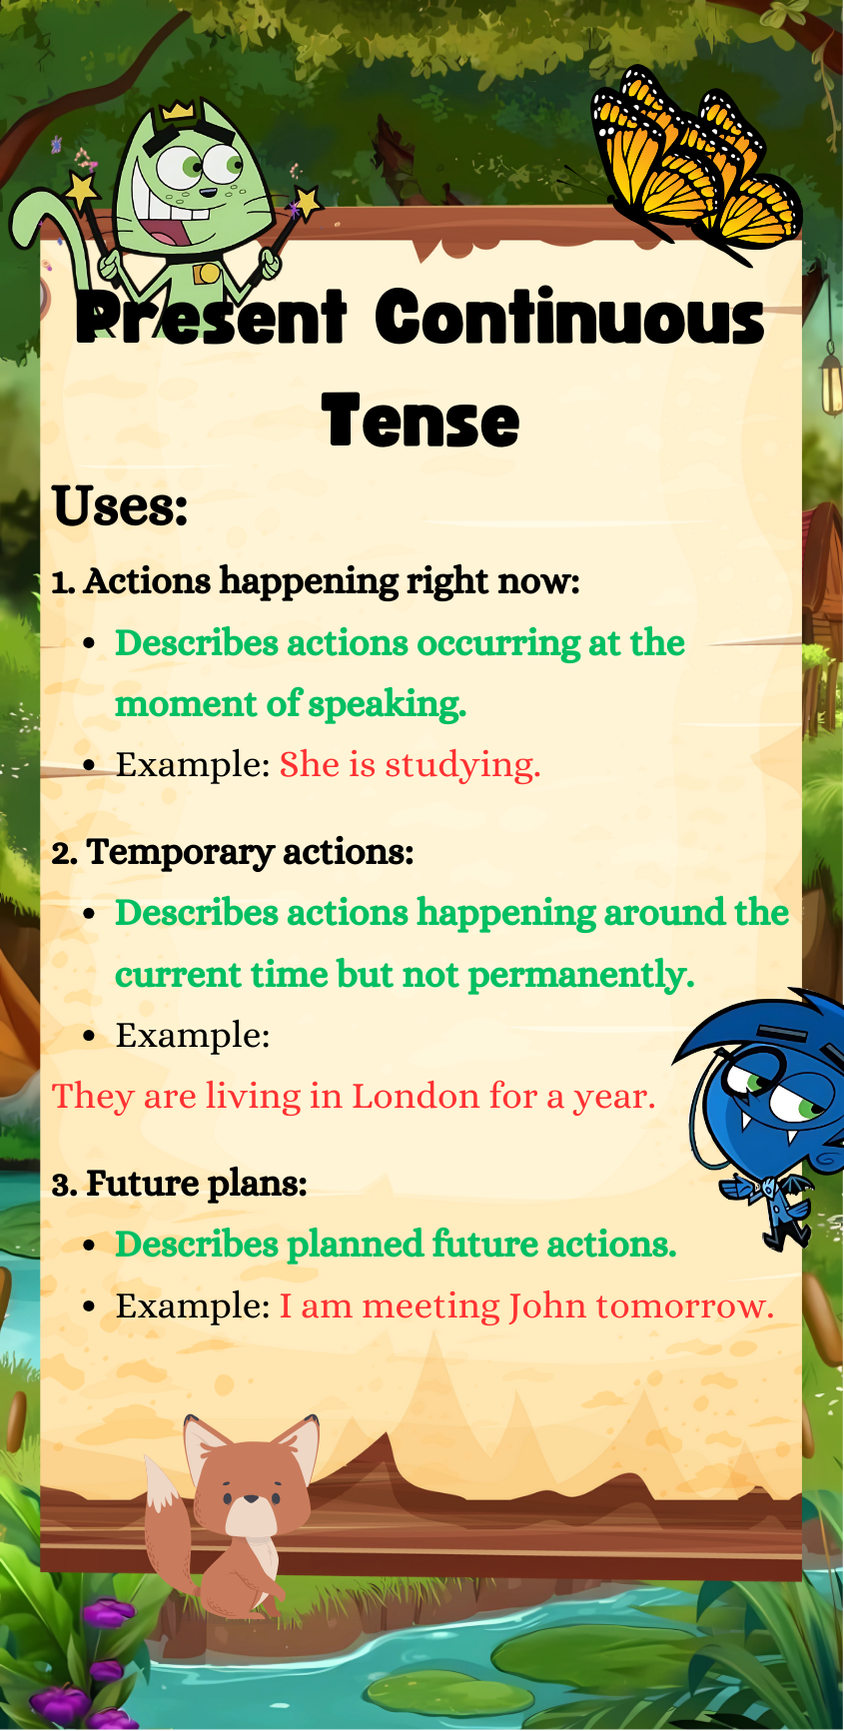 Present Continuous
Tense
Uses:
1. Actions happening right now:
• Describes actions occurring at the
moment of speaking.
• Example: She is studying.
2. Temporary actions:
• Describes actions happening around the
current time but not permanently.
• Example:
They are living in London for a year.
3. Future plans:
• Describes planned future actions.
• Example: I am meeting John tomorrow.